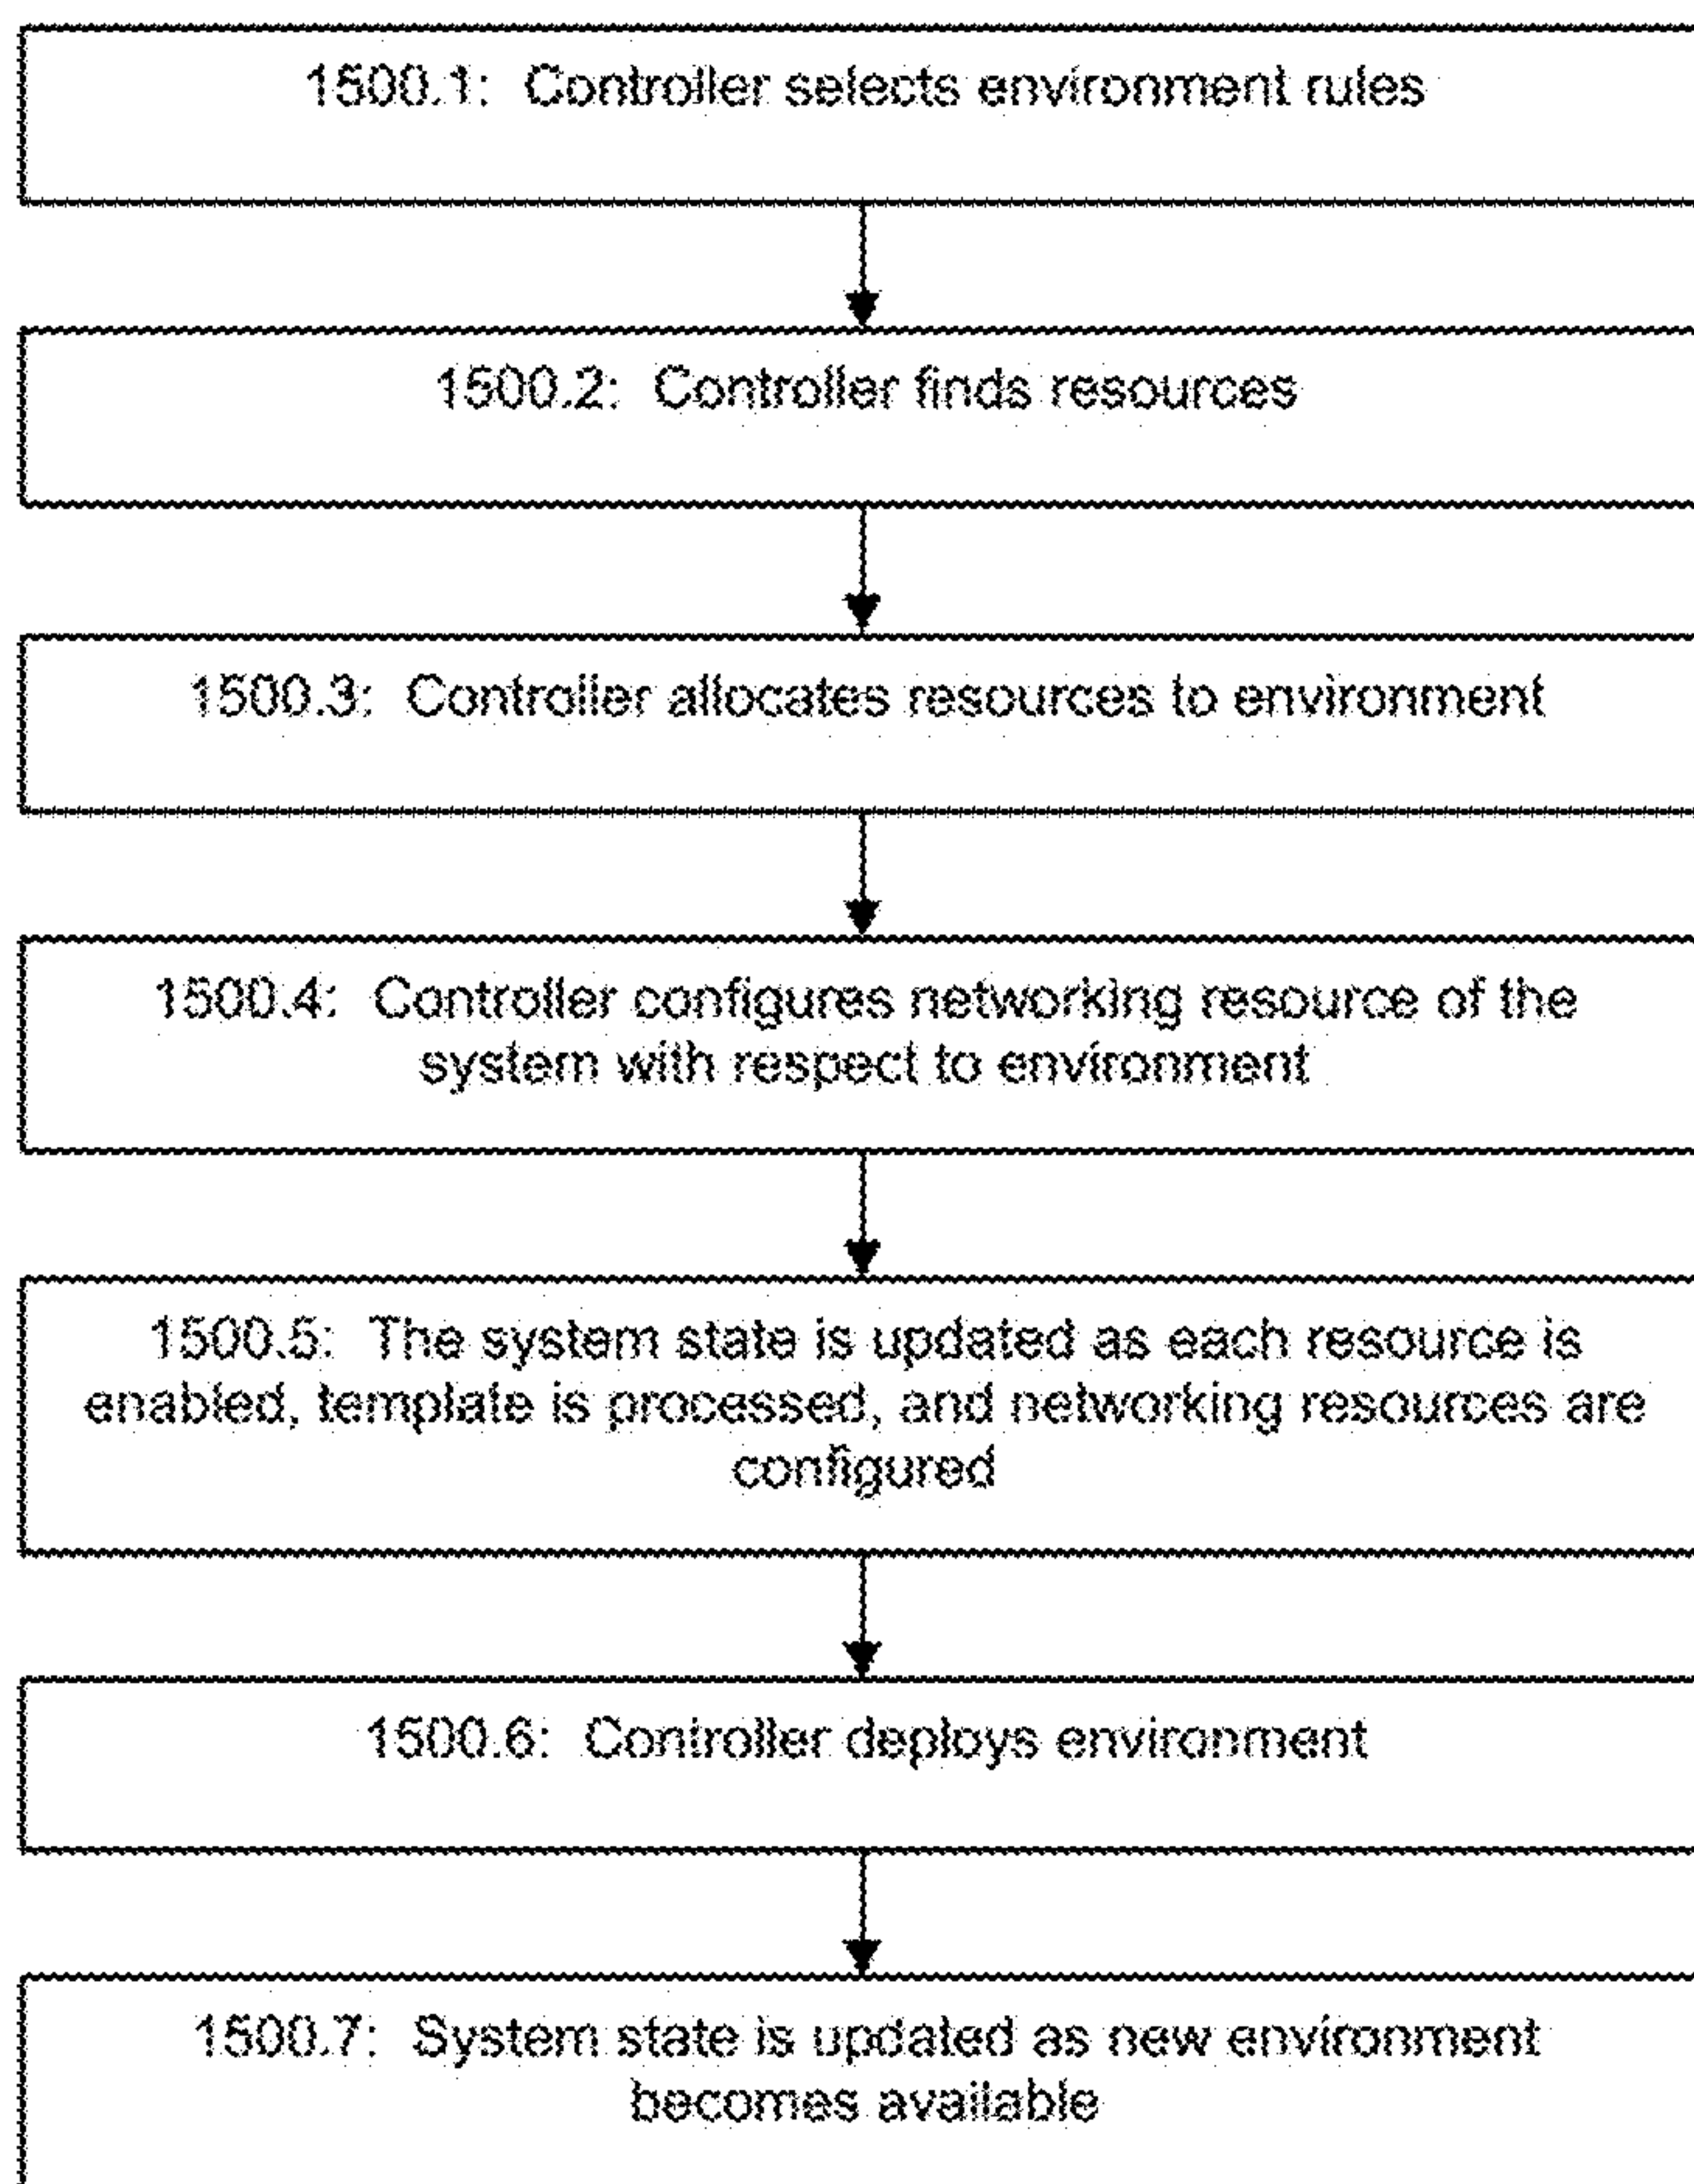 1500.1: Controller selects environment rules
1500.2: Controller finds resources
1500.3: Controller allocates resources to environment
1500.4: Controller configures networking resource of the
system with respect to environment
1500.5: The system state is updated as each resource is
enabled, template is processed, and networking resources are
configured
1500.6: Controller deploys environment
1500.7: System state is updated as new environment
becomes available